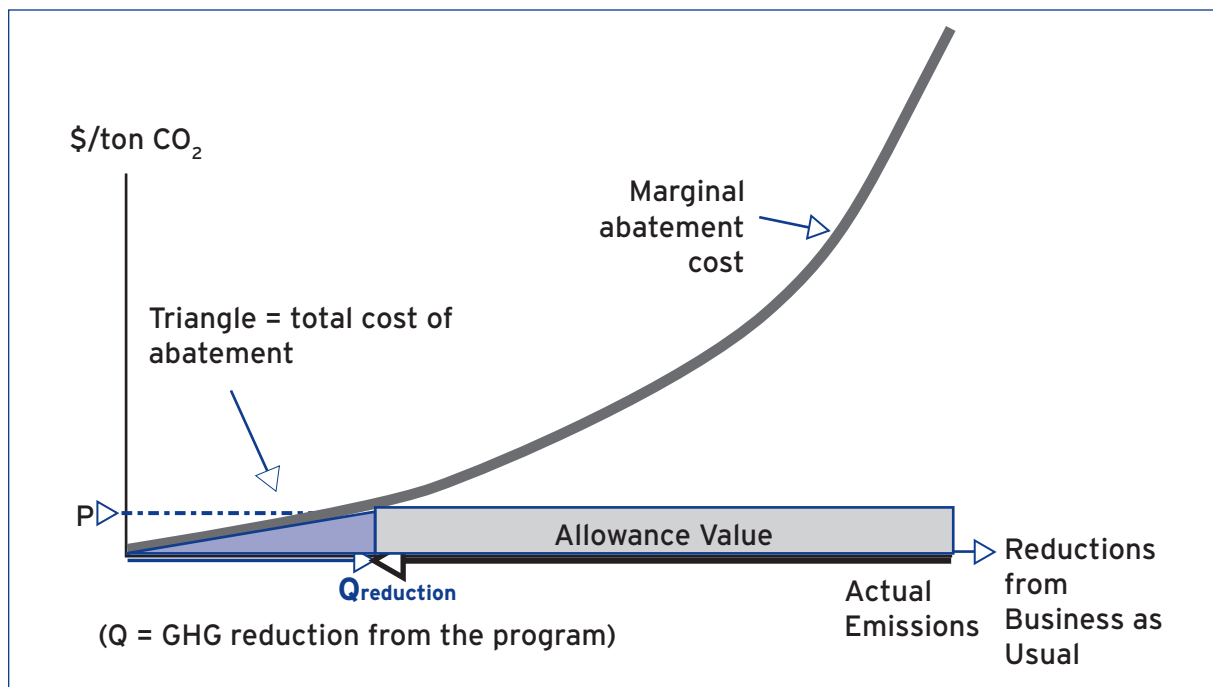 $/ton CO₂
Marginal
abatement
cost
Triangle = total cost of
abatement
P
Allowance Value
Qreduction
Actual
Emissions
Reductions
from
Business as
Usual
(Q = GHG reduction from the program)